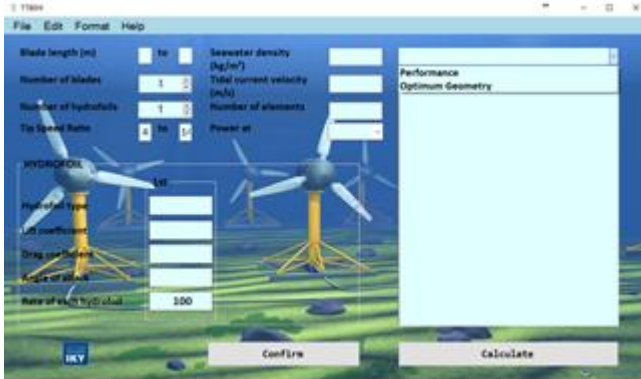 File Edit Format Help
Blade length (m) to
Number of blades 1
Number of hydrofoils 1
Tip Speed Ratio 4 to 14
Seawater density (kg/m³)
Tidal current velocity (m/s)
Number of elements
Power at
Performance
Optimum Geometry
HYDROFOIL
1st
Hydrofoil type
Lift coefficient
Drag coefficient
Angle of attack
Rate of each hydrofoil 100
IKY
Confirm
Calculate